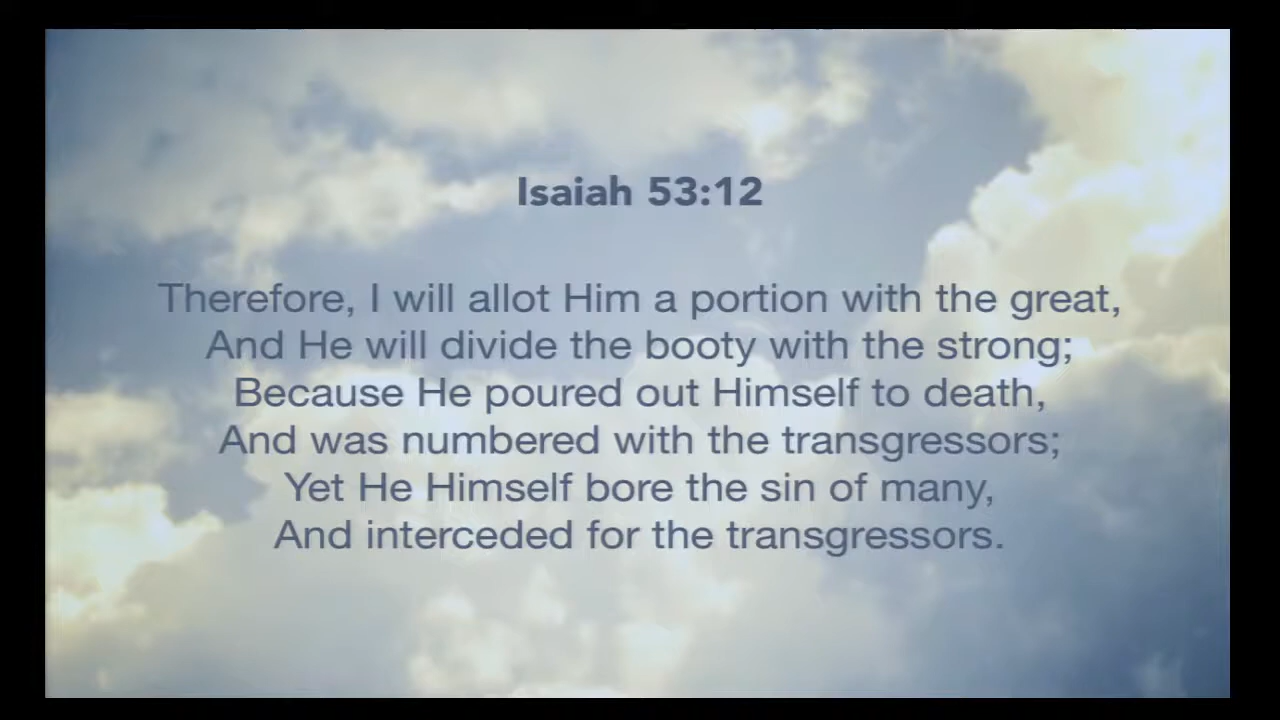 Isaiah 53:12
Therefore, I will allot Him a portion with the great,
And He will divide the booty with the strong;
Because He poured out Himself to death,
And was numbered with the transgressors;
Yet He Himself bore the sin of many,
And interceded for the transgressors.